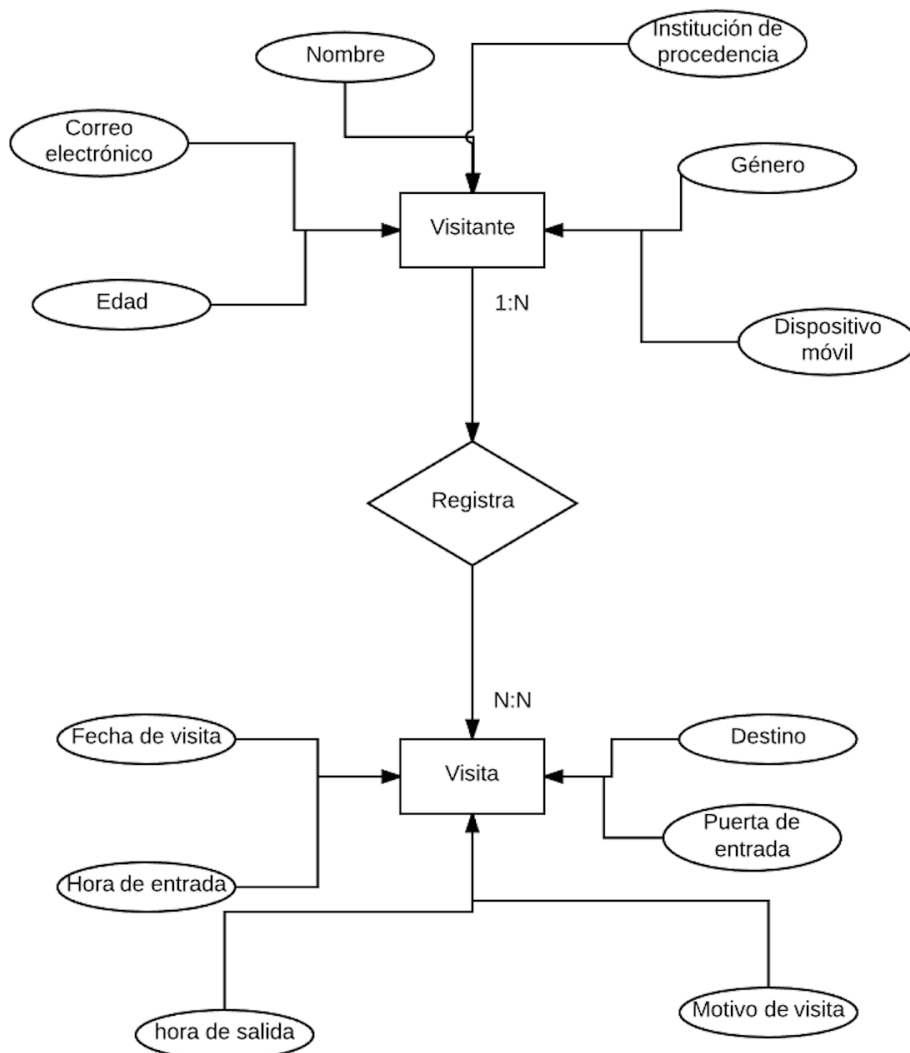 Institución de
procedencia
Nombre
Correo
electrónico
Género
Visitante
Edad
1:N
Dispositivo
móvil
Registra
N:N
Fecha de visita
Destino
Visita
Puerta de
entrada
Hora de entrada
hora de salida
Motivo de visita